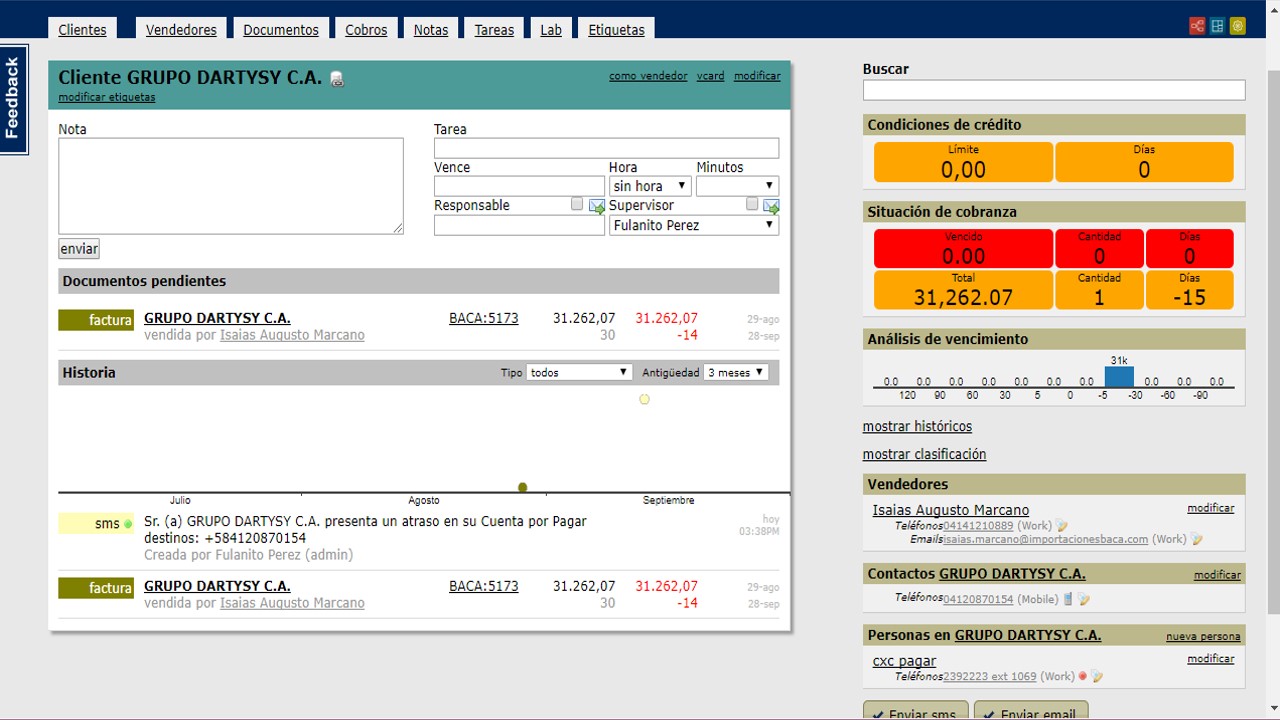 Clientes Vendedores Documentos Cobros Notas Tareas Lab Etiquetas
Feedback
Cliente GRUPO DARTYSY C.A. como vendedor vcard modificar
modificar etiquetas
Nota
enviar
Tarea
Vence Hora Minutos
sin hora
Responsable Supervisor
Fulanito Perez
Documentos pendientes
factura GRUPO DARTYSY C.A. BACA:5173 31.262,07 31.262,07 29-ago
vendida por Isaias Augusto Marcano 30 -14 28-sep
Historia Tipo todos Antigüedad 3 meses
Julio Agosto Septiembre
sms Sr. (a) GRUPO DARTYSY C.A. presenta un atraso en su Cuenta por Pagar hoy
destinos: +584120870154 03:38PM
Creada por Fulanito Perez (admin)
factura GRUPO DARTYSY C.A. BACA:5173 31.262,07 31.262,07 29-ago
vendida por Isaias Augusto Marcano 30 -14 28-sep
Buscar
Condiciones de crédito
Límite Días
0,00 0
Situación de cobranza
Vencido Cantidad Días
0.00 0 0
Total Cantidad Días
31,262.07 1 -15
Análisis de vencimiento
31k
0.0 0.0 0.0 0.0 0.0 0.0 0.0 0.0 0.0 0.0
120 90 60 30 5 0 -5 -30 -60 -90
mostrar históricos
mostrar clasificación
Vendedores
Isaias Augusto Marcano modificar
Teléfonos 04141210889 (Work)
Emails isaias.marcano@importacionesbaca.com (Work)
Contactos GRUPO DARTYSY C.A. modificar
Teléfonos 04120870154 (Mobile)
Personas en GRUPO DARTYSY C.A. nueva persona
cxc pagar modificar
Teléfonos 2392223 ext 1069 (Work)
Enviar sms Enviar email